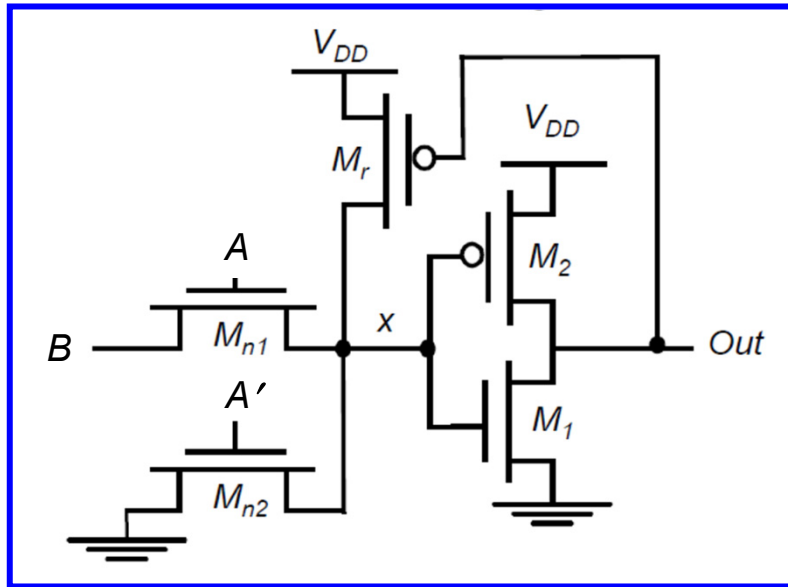 V_DD
V_DD
M_r
A
M_2
B
M_n1
x
Out
A′
M_1
M_n2